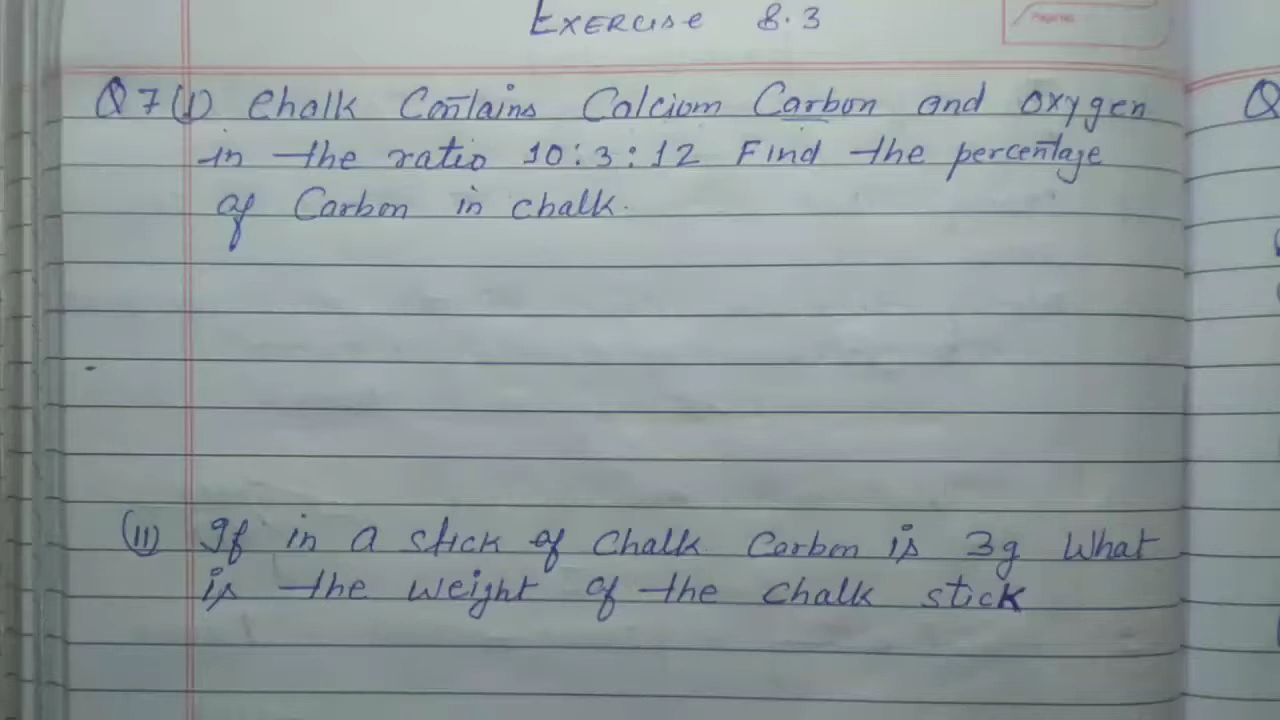 EXERCISE 8.3
Q7(I) Chalk Contains Calcium Carbon and oxygen
in the ratio 10:3:12 Find the percentage
of Carbon in chalk.
(II) If in a stick of Chalk Carbon is 3g What
is the weight of the chalk stick
Q